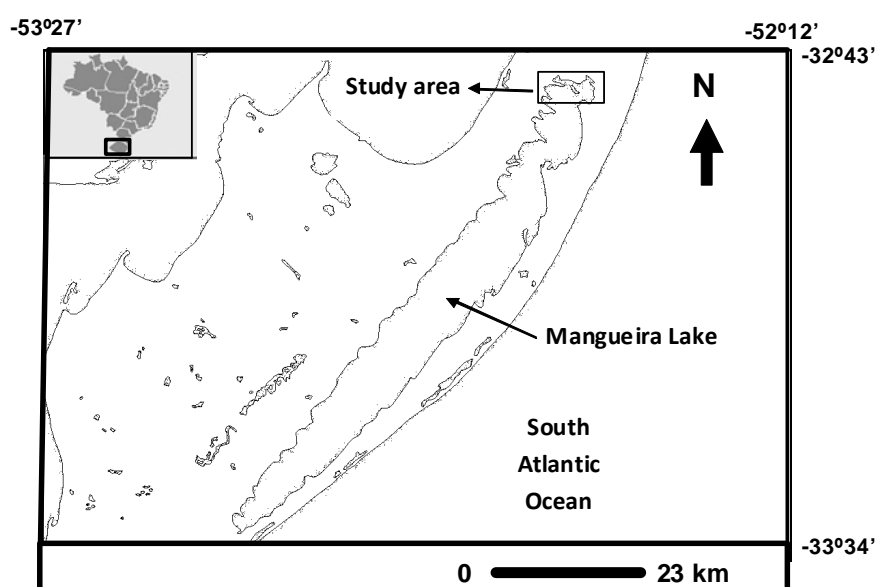 -53º27’
-52º12’
-32º43’
Study area
N
Mangueira Lake
South
Atlantic
Ocean
-33º34’
0 23 km